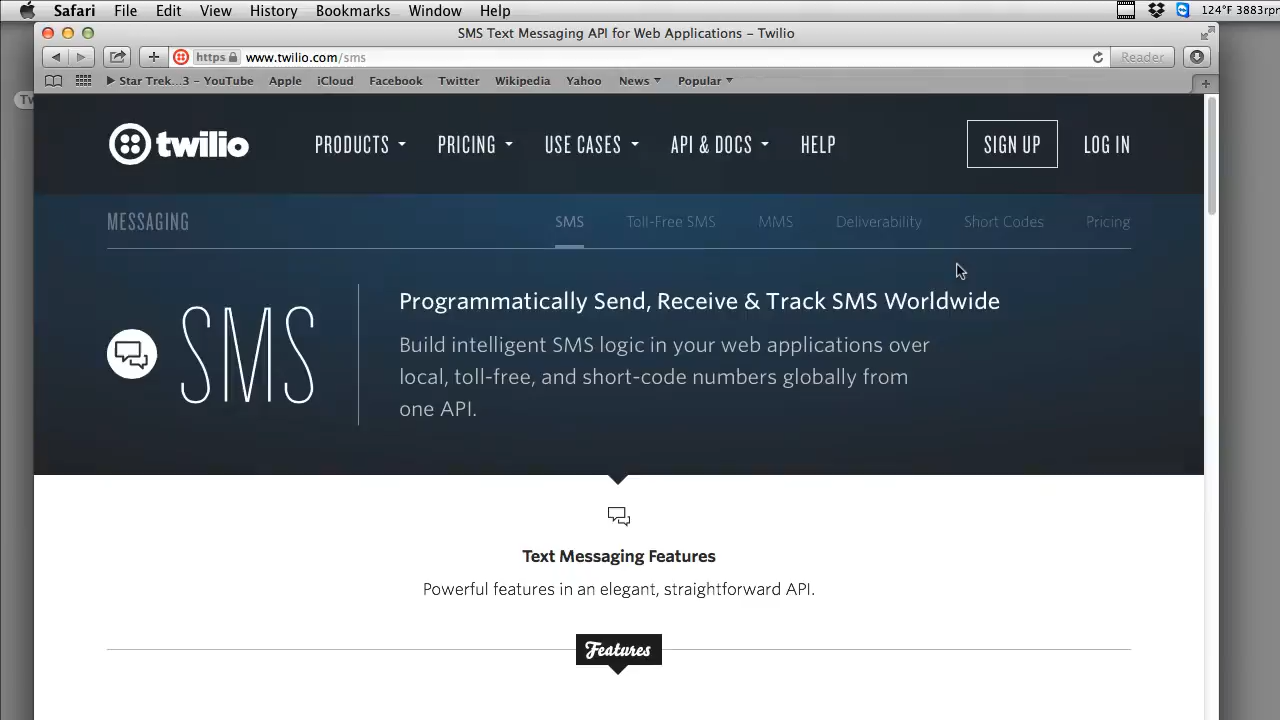 Safari File Edit View History Bookmarks Window Help 124°F 3883rpm
SMS Text Messaging API for Web Applications – Twilio
https www.twilio.com/sms Reader
Star Trek...3 – YouTube Apple iCloud Facebook Twitter Wikipedia Yahoo News Popular
twilio PRODUCTS PRICING USE CASES API & DOCS HELP SIGN UP LOG IN
MESSAGING SMS Toll-Free SMS MMS Deliverability Short Codes Pricing
SMS
Programmatically Send, Receive & Track SMS Worldwide
Build intelligent SMS logic in your web applications over
local, toll-free, and short-code numbers globally from
one API.
Text Messaging Features
Powerful features in an elegant, straightforward API.
Features